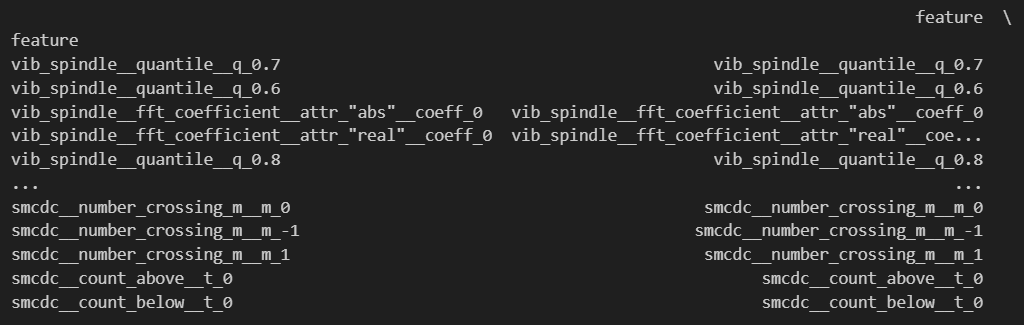 feature \
feature
vib_spindle__quantile__q_0.7 vib_spindle__quantile__q_0.7
vib_spindle__quantile__q_0.6 vib_spindle__quantile__q_0.6
vib_spindle__fft_coefficient__attr_"abs"__coeff_0 vib_spindle__fft_coefficient__attr_"abs"__coeff_0
vib_spindle__fft_coefficient__attr_"real"__coeff_0 vib_spindle__fft_coefficient__attr_"real"__coe...
vib_spindle__quantile__q_0.8 vib_spindle__quantile__q_0.8
... ...
smcdc__number_crossing_m__m_0 smcdc__number_crossing_m__m_0
smcdc__number_crossing_m__m_-1 smcdc__number_crossing_m__m_-1
smcdc__number_crossing_m__m_1 smcdc__number_crossing_m__m_1
smcdc__count_above__t_0 smcdc__count_above__t_0
smcdc__count_below__t_0 smcdc__count_below__t_0